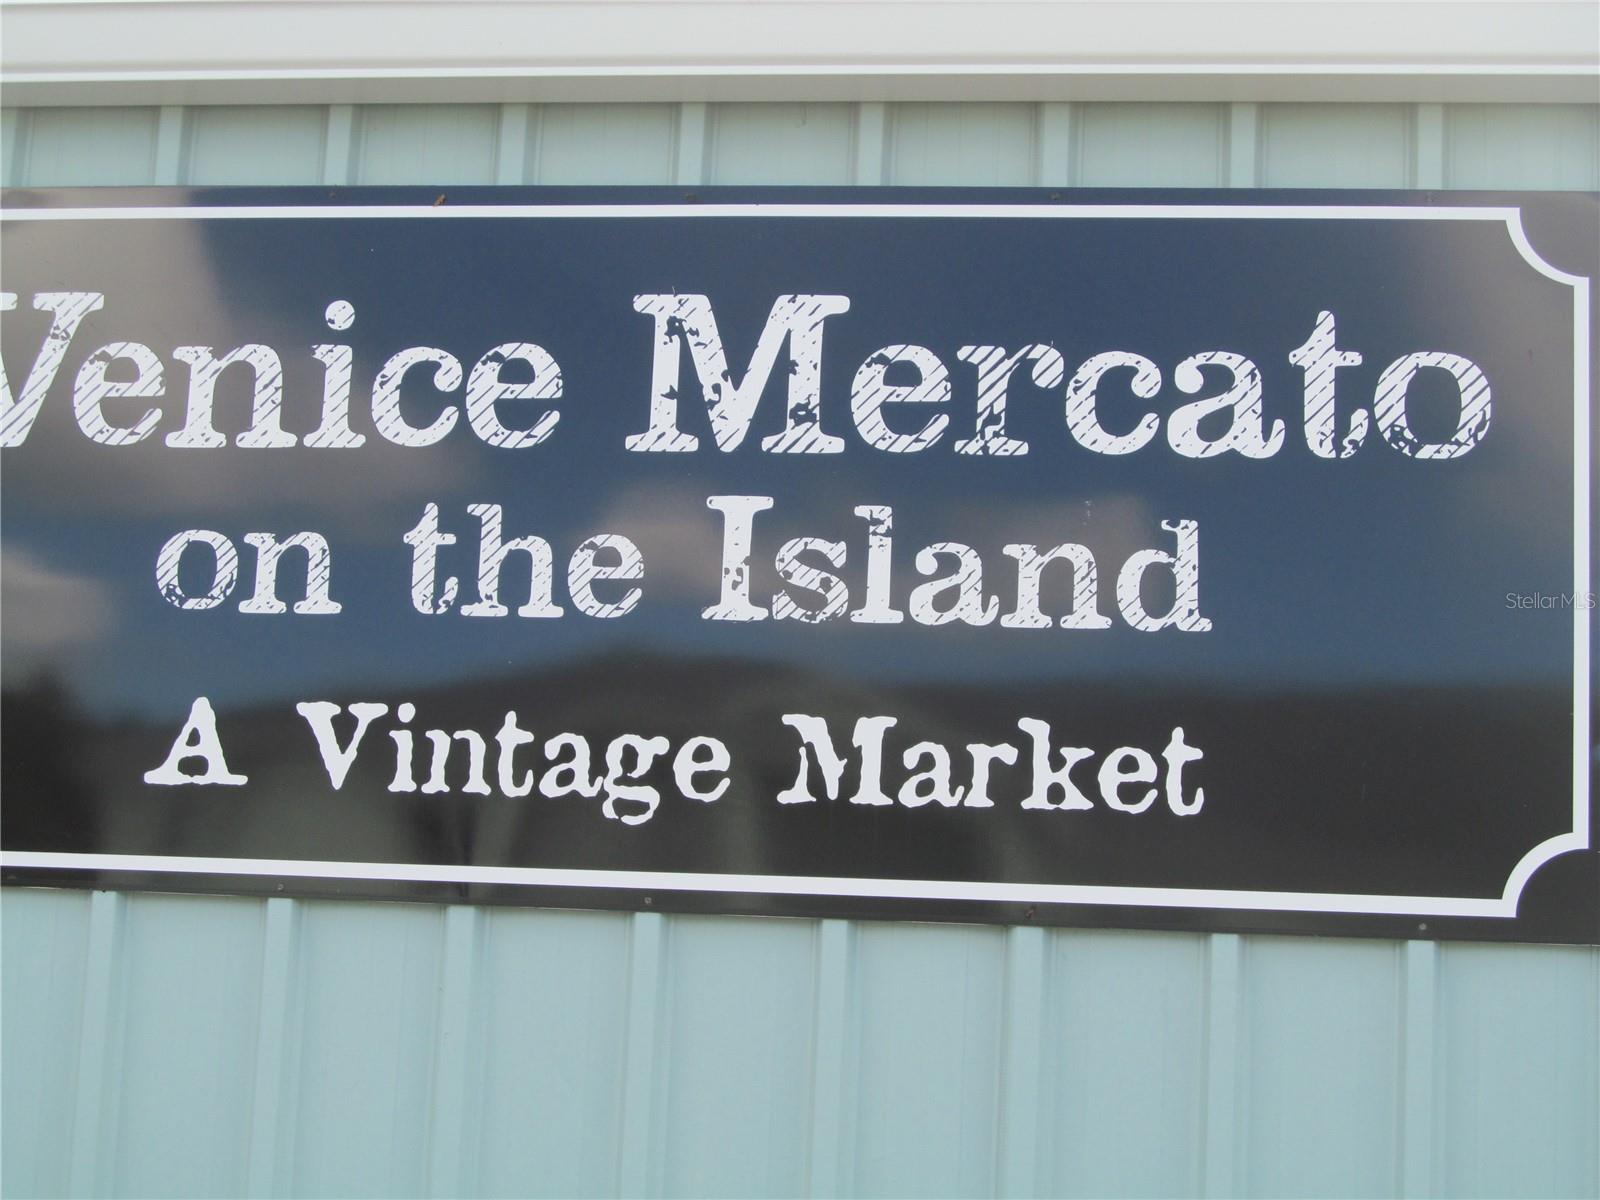 Venice Mercato
on the Island
A Vintage Market
StellarMLS